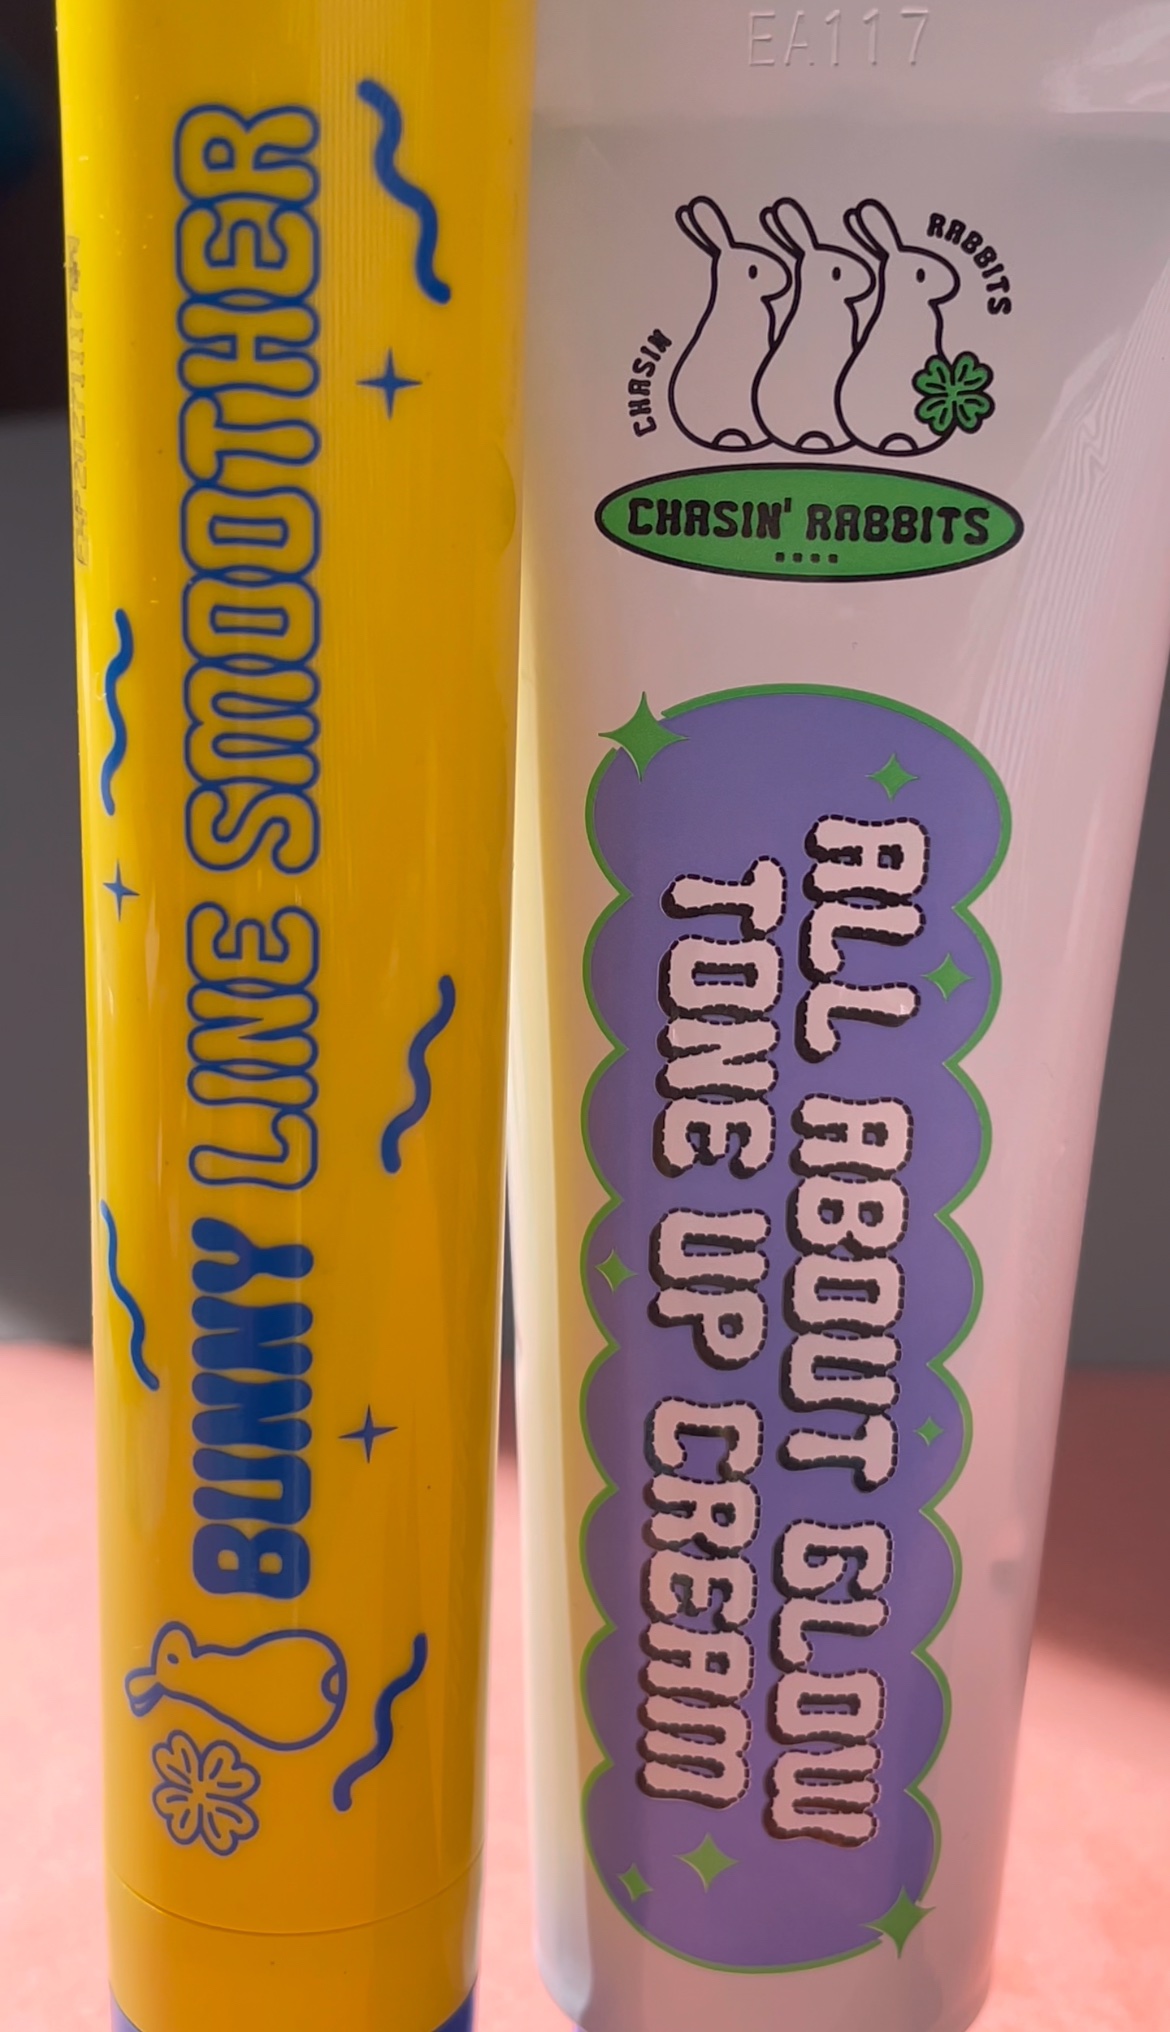 BUNNY LINE SMOOTHER
EA117
CHASIN RABBITS
CHASIN' RABBITS
ALL ABOUT GLOW
TONE UP CREAM